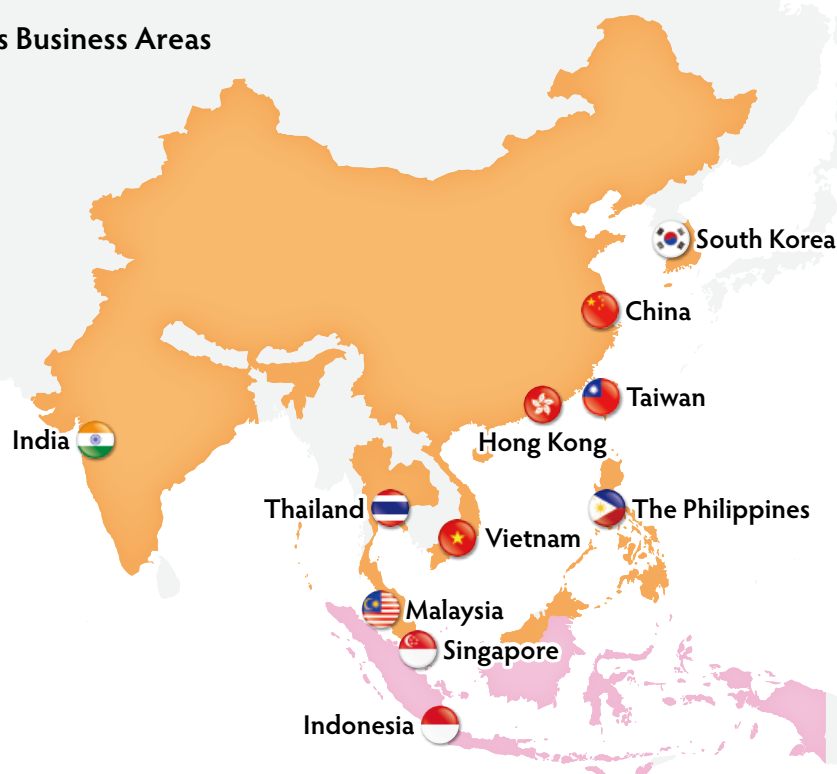 s Business Areas
South Korea
China
Taiwan
Hong Kong
India
Thailand
The Philippines
Vietnam
Malaysia
Singapore
Indonesia